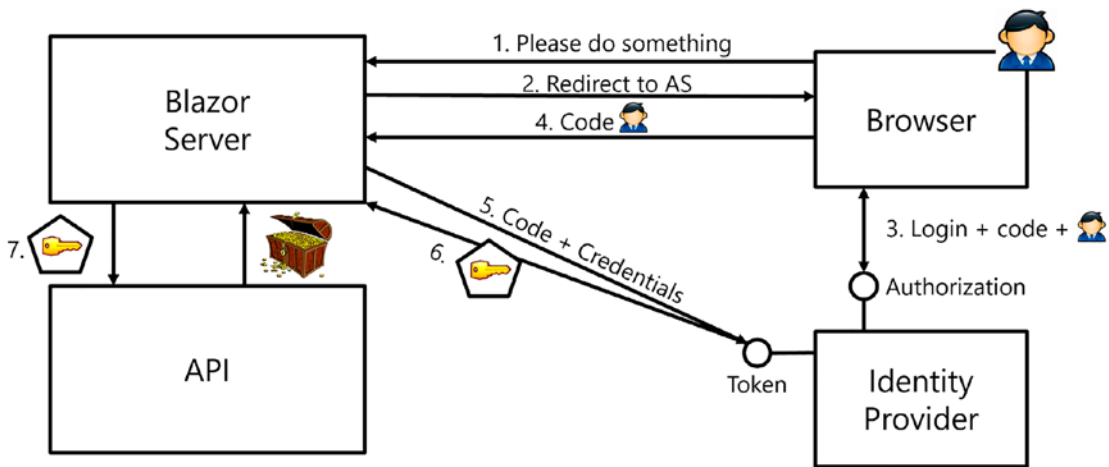 1. Please do something
2. Redirect to AS
4. Code
Blazor
Server
Browser
3. Login + code +
5. Code + Credentials
6.
7.
Authorization
API
Token
Identity
Provider